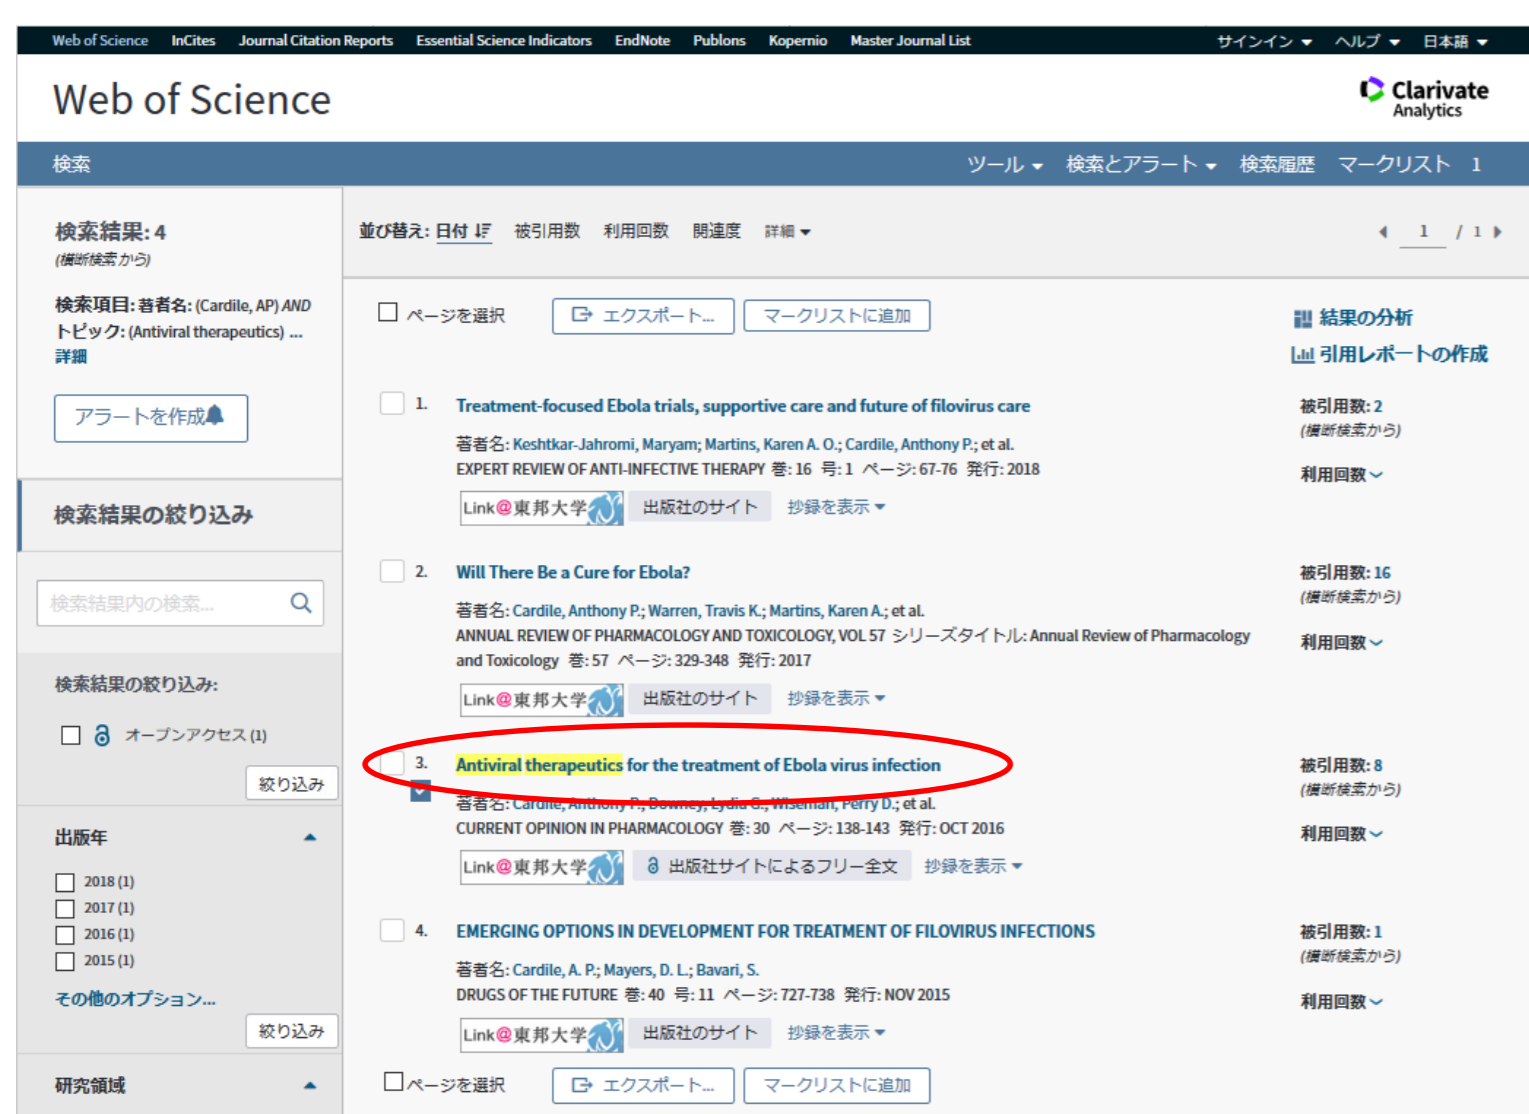 Web of Science InCites Journal Citation Reports Essential Science Indicators EndNote Publons Kopernio Master Journal List サインイン ヘルプ 日本語
Web of Science
Clarivate
Analytics
検索 ツール 検索とアラート 検索履歴 マークリスト 1
検索結果: 4
(横断検索 から)
検索項目: 著者名: (Cardile, AP) AND
トピック: (Antiviral therapeutics) ...
詳細
アラートを作成
検索結果の絞り込み
検索結果内の検索...
検索結果の絞り込み:
オープンアクセス (1)
絞り込み
出版年
2018 (1)
2017 (1)
2016 (1)
2015 (1)
その他のオプション...
絞り込み
研究領域
並び替え: 日付 被引用数 利用回数 関連度 詳細
1 / 1
ページを選択 エクスポート... マークリストに追加
結果の分析
引用レポートの作成
1. Treatment-focused Ebola trials, supportive care and future of filovirus care
著者名: Keshtkar-Jahromi, Maryam; Martins, Karen A. O.; Cardile, Anthony P.; et al.
EXPERT REVIEW OF ANTI-INFECTIVE THERAPY 巻: 16 号: 1 ページ: 67-76 発行: 2018
Link@東邦大学 出版社のサイト 抄録を表示
被引用数: 2
(横断検索から)
利用回数
2. Will There Be a Cure for Ebola?
著者名: Cardile, Anthony P.; Warren, Travis K.; Martins, Karen A.; et al.
ANNUAL REVIEW OF PHARMACOLOGY AND TOXICOLOGY, VOL 57 シリーズタイトル: Annual Review of Pharmacology
and Toxicology 巻: 57 ページ: 329-348 発行: 2017
Link@東邦大学 出版社のサイト 抄録を表示
被引用数: 16
(横断検索から)
利用回数
3. Antiviral therapeutics for the treatment of Ebola virus infection
著者名: Cardile, Anthony P.; Downey, Lydia G.; Wiseman, Perry D.; et al.
CURRENT OPINION IN PHARMACOLOGY 巻: 30 ページ: 138-143 発行: OCT 2016
Link@東邦大学 出版社サイトによるフリー全文 抄録を表示
被引用数: 8
(横断検索から)
利用回数
4. EMERGING OPTIONS IN DEVELOPMENT FOR TREATMENT OF FILOVIRUS INFECTIONS
著者名: Cardile, A. P.; Mayers, D. L.; Bavari, S.
DRUGS OF THE FUTURE 巻: 40 号: 11 ページ: 727-738 発行: NOV 2015
Link@東邦大学 出版社のサイト 抄録を表示
被引用数: 1
(横断検索から)
利用回数
ページを選択 エクスポート... マークリストに追加